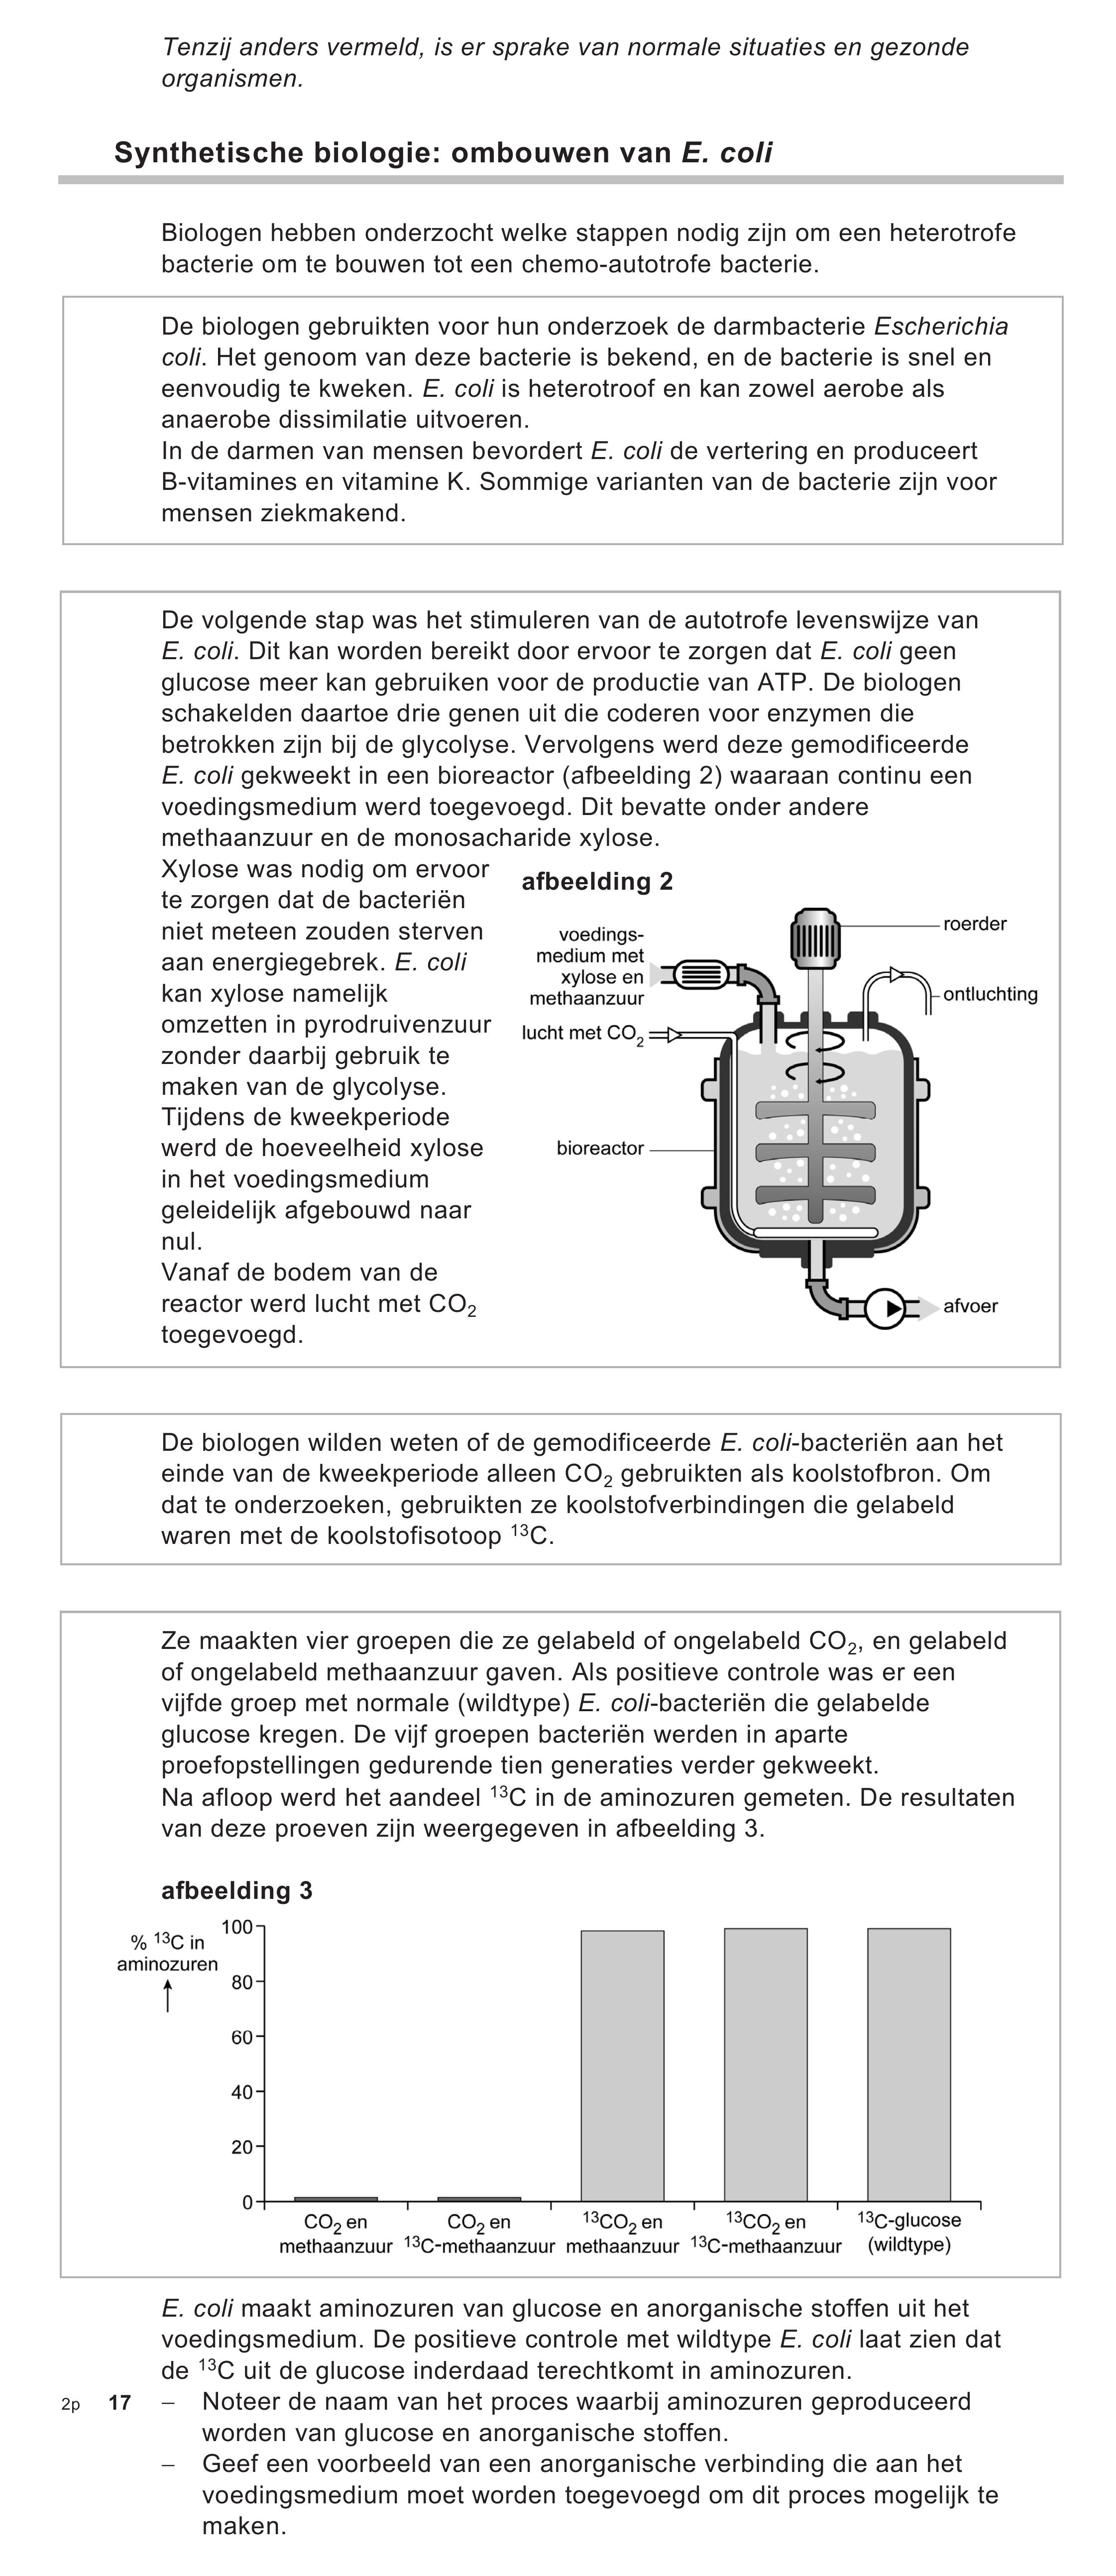 Tenzij anders vermeld, is er sprake van normale situaties en gezonde
organismen.
Synthetische biologie: ombouwen van E. coli
Biologen hebben onderzocht welke stappen nodig zijn om een heterotrofe
bacterie om te bouwen tot een chemo-autotrofe bacterie.
De biologen gebruikten voor hun onderzoek de darmbacterie Escherichia
coli. Het genoom van deze bacterie is bekend, en de bacterie is snel en
eenvoudig te kweken. E. coli is heterotroof en kan zowel aerobe als
anaerobe dissimilatie uitvoeren.
In de darmen van mensen bevordert E. coli de vertering en produceert
B-vitamines en vitamine K. Sommige varianten van de bacterie zijn voor
mensen ziekmakend.
De volgende stap was het stimuleren van de autotrofe levenswijze van
E. coli. Dit kan worden bereikt door ervoor te zorgen dat E. coli geen
glucose meer kan gebruiken voor de productie van ATP. De biologen
schakelden daartoe drie genen uit die coderen voor enzymen die
betrokken zijn bij de glycolyse. Vervolgens werd deze gemodificeerde
E. coli gekweekt in een bioreactor (afbeelding 2) waaraan continu een
voedingsmedium werd toegevoegd. Dit bevatte onder andere
methaanzuur en de monosacharide xylose.
Xylose was nodig om ervoor
te zorgen dat de bacteriën
niet meteen zouden sterven
aan energiegebrek. E. coli
kan xylose namelijk
omzetten in pyrodruivenzuur
zonder daarbij gebruik te
maken van de glycolyse.
Tijdens de kweekperiode
werd de hoeveelheid xylose
in het voedingsmedium
geleidelijk afgebouwd naar
nul.
Vanaf de bodem van de
reactor werd lucht met CO₂
toegevoegd.
afbeelding 2
voedings-
medium met
xylose en
methaanzuur
lucht met CO₂
bioreactor
roerder
ontluchting
afvoer
De biologen wilden weten of de gemodificeerde E. coli-bacteriën aan het
einde van de kweekperiode alleen CO₂ gebruikten als koolstofbron. Om
dat te onderzoeken, gebruikten ze koolstofverbindingen die gelabeld
waren met de koolstofisotoop ¹³C.
Ze maakten vier groepen die ze gelabeld of ongelabeld CO₂, en gelabeld
of ongelabeld methaanzuur gaven. Als positieve controle was er een
vijfde groep met normale (wildtype) E. coli-bacteriën die gelabelde
glucose kregen. De vijf groepen bacteriën werden in aparte
proefopstellingen gedurende tien generaties verder gekweekt.
Na afloop werd het aandeel ¹³C in de aminozuren gemeten. De resultaten
van deze proeven zijn weergegeven in afbeelding 3.
afbeelding 3
% ¹³C in
aminozuren
100
80
60
40
20
0
CO₂ en
methaanzuur
CO₂ en
¹³C-methaanzuur
¹³CO₂ en
methaanzuur
¹³CO₂ en
¹³C-methaanzuur
¹³C-glucose
(wildtype)
E. coli maakt aminozuren van glucose en anorganische stoffen uit het
voedingsmedium. De positieve controle met wildtype E. coli laat zien dat
de ¹³C uit de glucose inderdaad terechtkomt in aminozuren.
2p 17 – Noteer de naam van het proces waarbij aminozuren geproduceerd
worden van glucose en anorganische stoffen.
– Geef een voorbeeld van een anorganische verbinding die aan het
voedingsmedium moet worden toegevoegd om dit proces mogelijk te
maken.